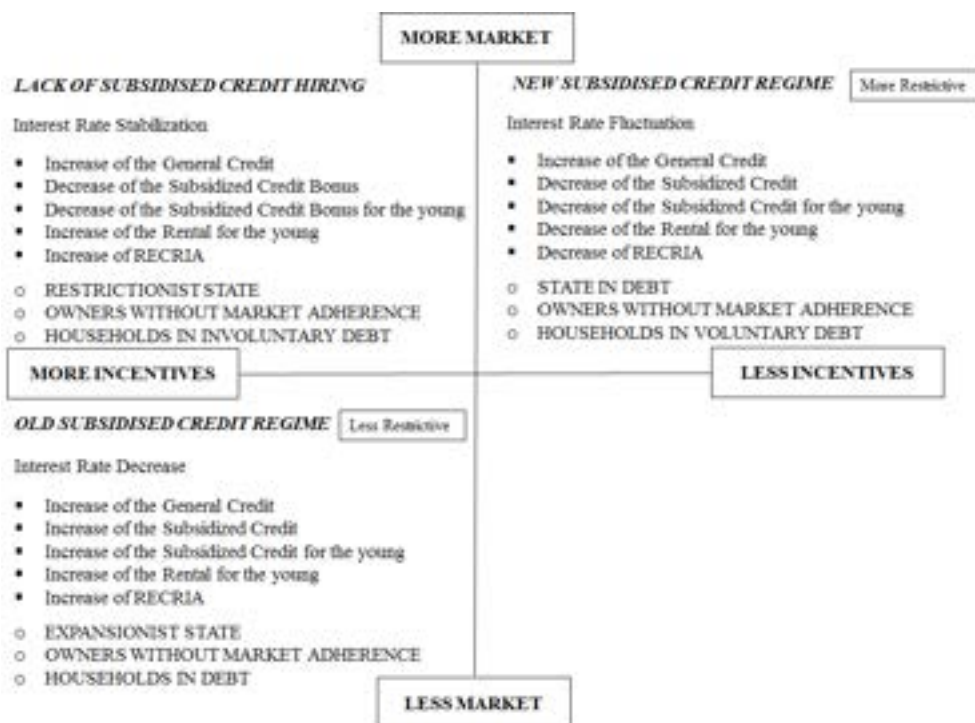 MORE MARKET
LACK OF SUBSIDISED CREDIT HIRING
Interest Rate Stabilization
▪ Increase of the General Credit
▪ Decrease of the Subsidized Credit Bonus
▪ Decrease of the Subsidized Credit Bonus for the young
▪ Increase of the Rental for the young
▪ Increase of RECRIA
o RESTRICTIONIST STATE
o OWNERS WITHOUT MARKET ADHERENCE
o HOUSEHOLDS IN INVOLUNTARY DEBT
NEW SUBSIDISED CREDIT REGIME
More Restrictive
Interest Rate Fluctuation
▪ Increase of the General Credit
▪ Decrease of the Subsidized Credit
▪ Decrease of the Subsidized Credit for the young
▪ Decrease of the Rental for the young
▪ Decrease of RECRIA
o STATE IN DEBT
o OWNERS WITHOUT MARKET ADHERENCE
o HOUSEHOLDS IN VOLUNTARY DEBT
MORE INCENTIVES
LESS INCENTIVES
OLD SUBSIDISED CREDIT REGIME
Less Restrictive
Interest Rate Decrease
▪ Increase of the General Credit
▪ Increase of the Subsidized Credit
▪ Increase of the Subsidized Credit for the young
▪ Increase of the Rental for the young
▪ Increase of RECRIA
o EXPANSIONIST STATE
o OWNERS WITHOUT MARKET ADHERENCE
o HOUSEHOLDS IN DEBT
LESS MARKET